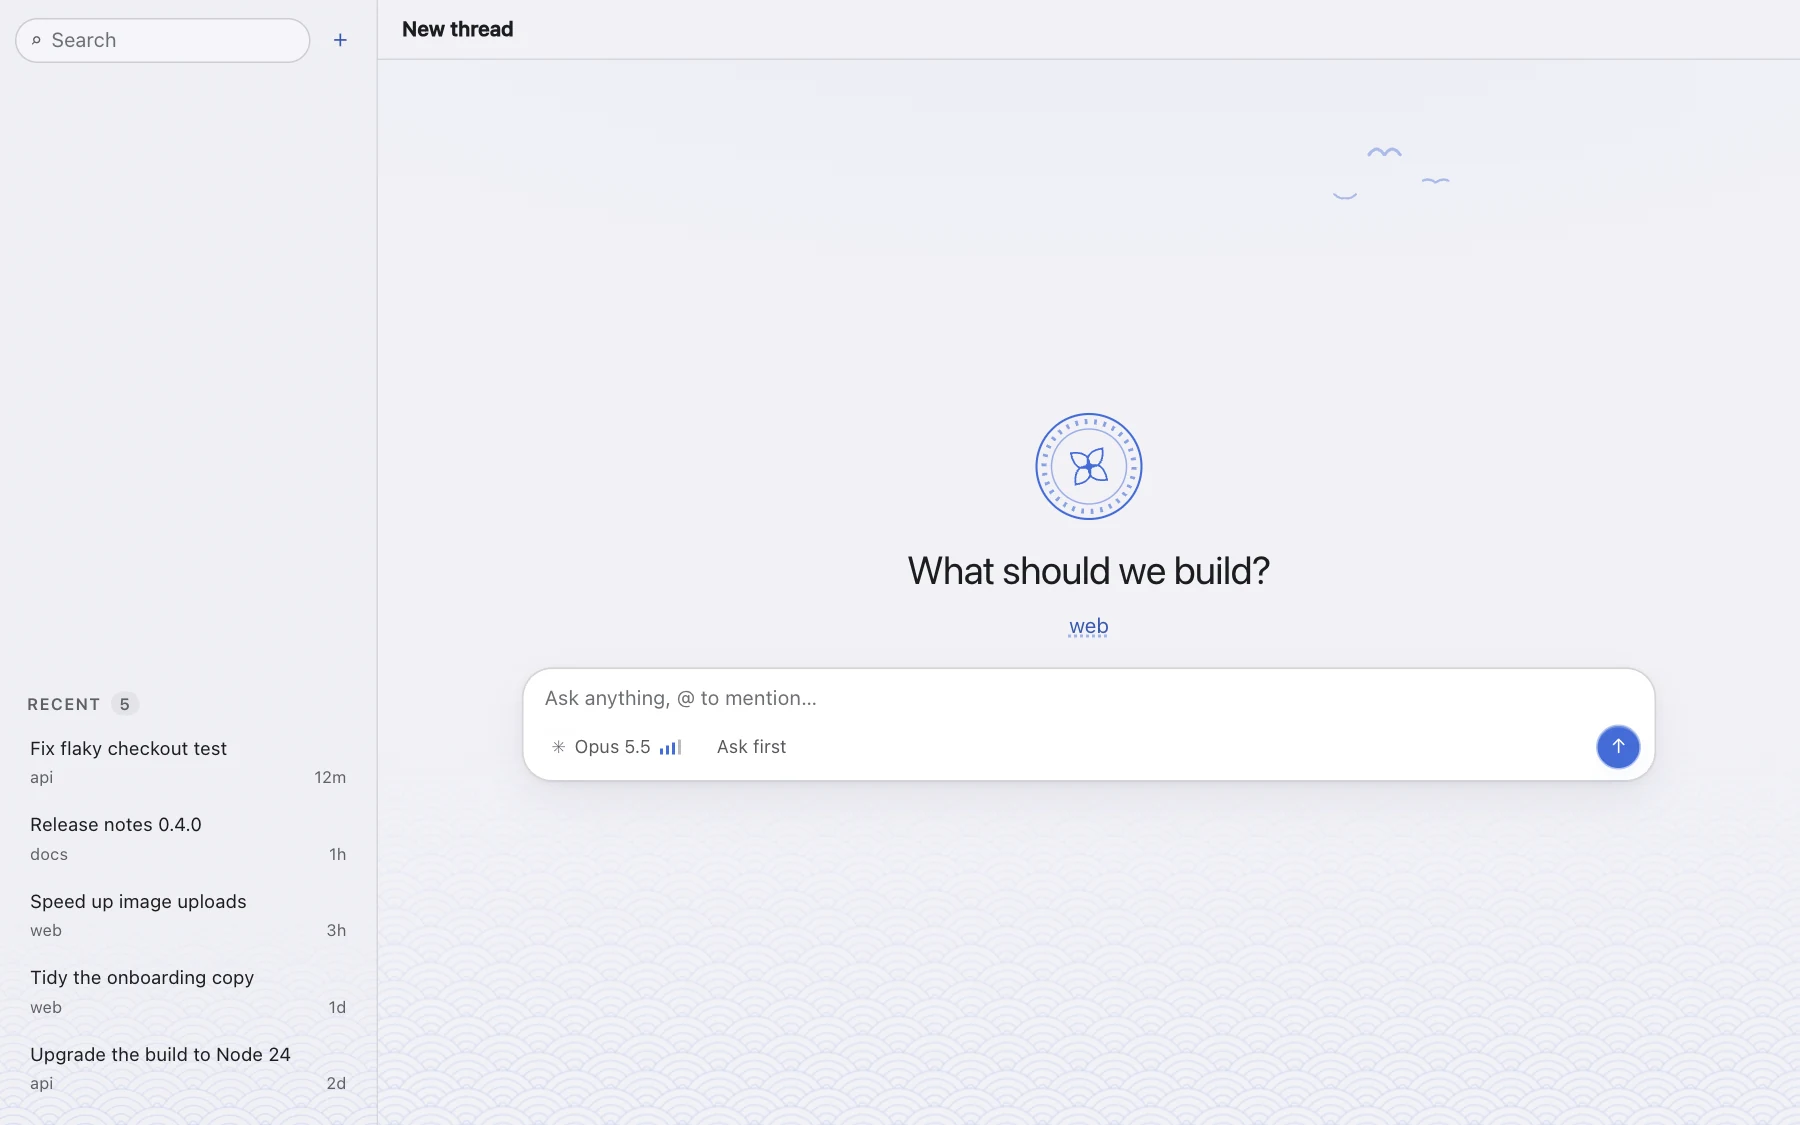 Search
+
New thread
What should we build?
web
Ask anything, @ to mention...
Opus 5.5
Ask first
RECENT 5
Fix flaky checkout test
api 12m
Release notes 0.4.0
docs 1h
Speed up image uploads
web 3h
Tidy the onboarding copy
web 1d
Upgrade the build to Node 24
api 2d